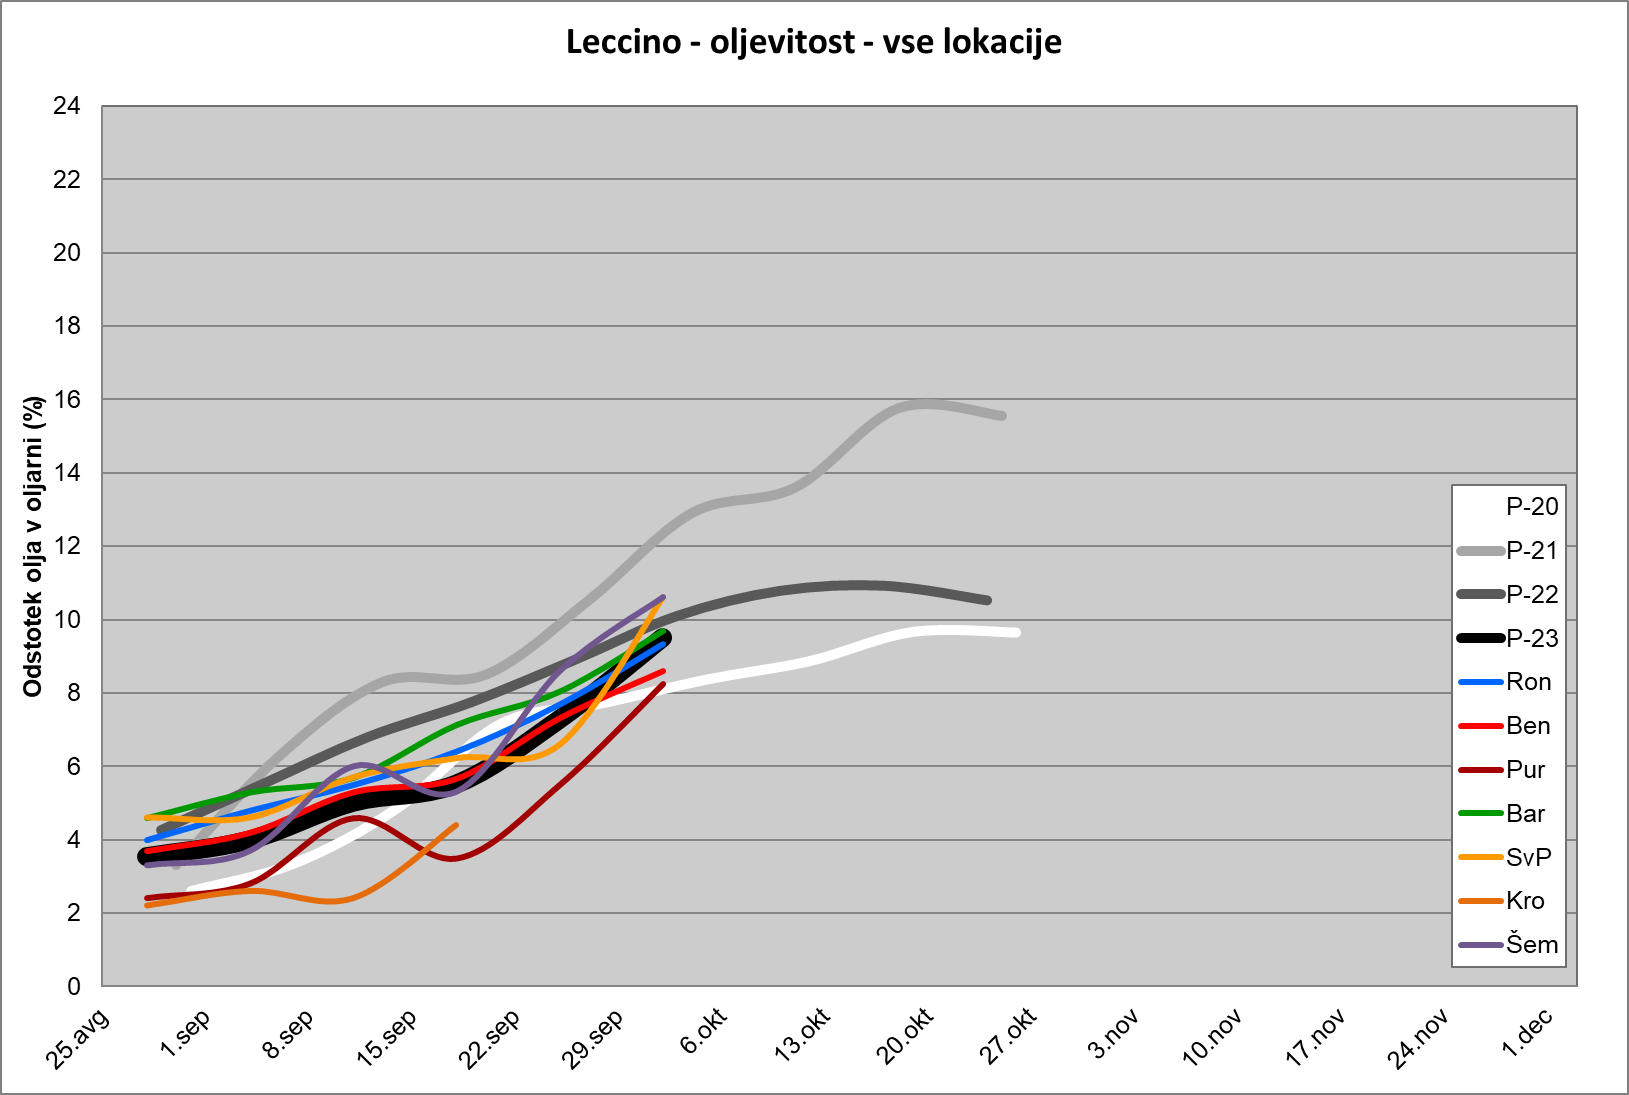 Leccino - oljevitost - vse lokacije
Odstotek olja v oljarni (%)
24
22
20
18
16
14
12
10
8
6
4
2
0
25.avg
1.sep
8.sep
15.sep
22.sep
29.sep
6.okt
13.okt
20.okt
27.okt
3.nov
10.nov
17.nov
24.nov
1.dec
P-20
P-21
P-22
P-23
Ron
Ben
Pur
Bar
SvP
Kro
Šem